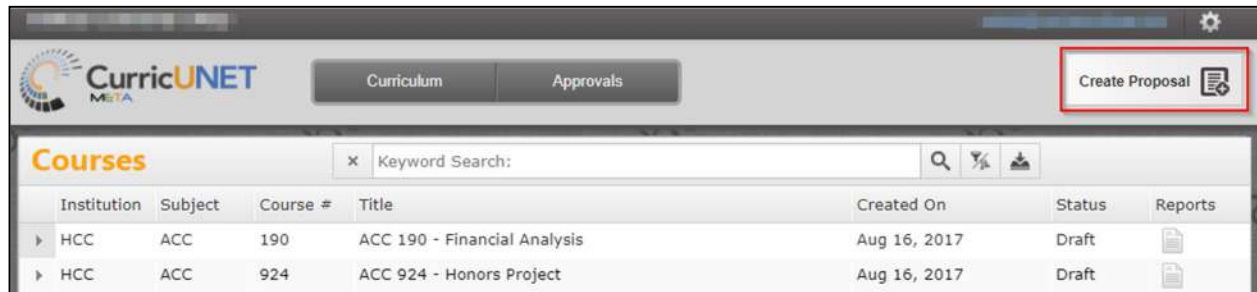 CurricUNET
META
Curriculum Approvals
Create Proposal
Courses
× Keyword Search:
Institution Subject Course # Title Created On Status Reports
HCC ACC 190 ACC 190 - Financial Analysis Aug 16, 2017 Draft
HCC ACC 924 ACC 924 - Honors Project Aug 16, 2017 Draft